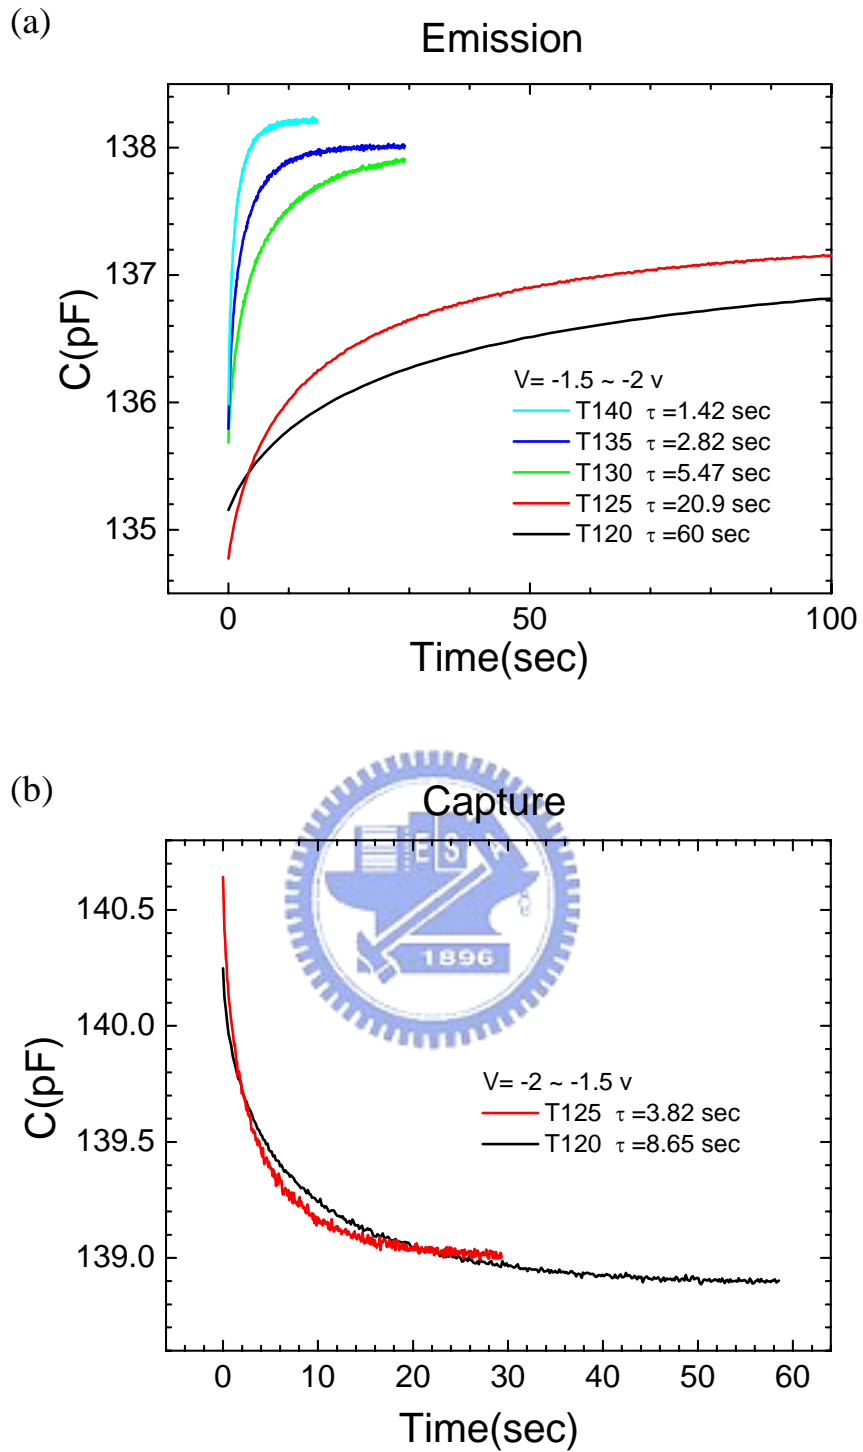 (a)
Emission
138
137
136
135
C(pF)
V= -1.5 ~ -2 v
T140 τ =1.42 sec
T135 τ =2.82 sec
T130 τ =5.47 sec
T125 τ =20.9 sec
T120 τ =60 sec
0 50 100
Time(sec)
(b)
Capture
E S A
1896
140.5
140.0
139.5
139.0
C(pF)
V= -2 ~ -1.5 v
T125 τ =3.82 sec
T120 τ =8.65 sec
0 10 20 30 40 50 60
Time(sec)